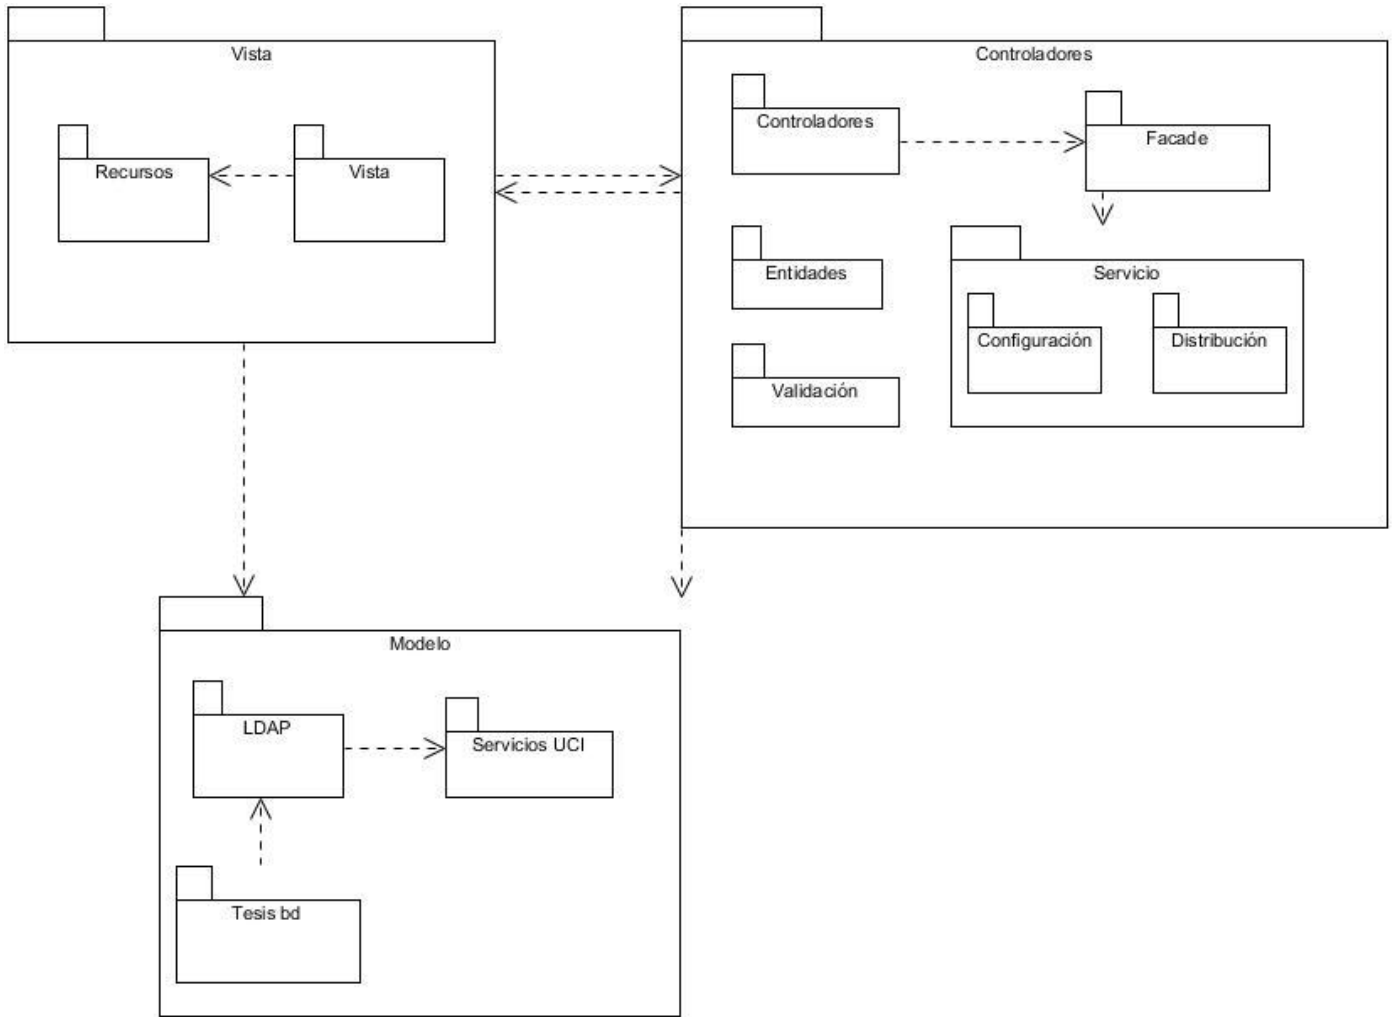 Vista
Recursos
Vista
Controladores
Controladores
Facade
Entidades
Servicio
Configuración
Distribución
Validación
Modelo
LDAP
Servicios UCI
Tesis bd